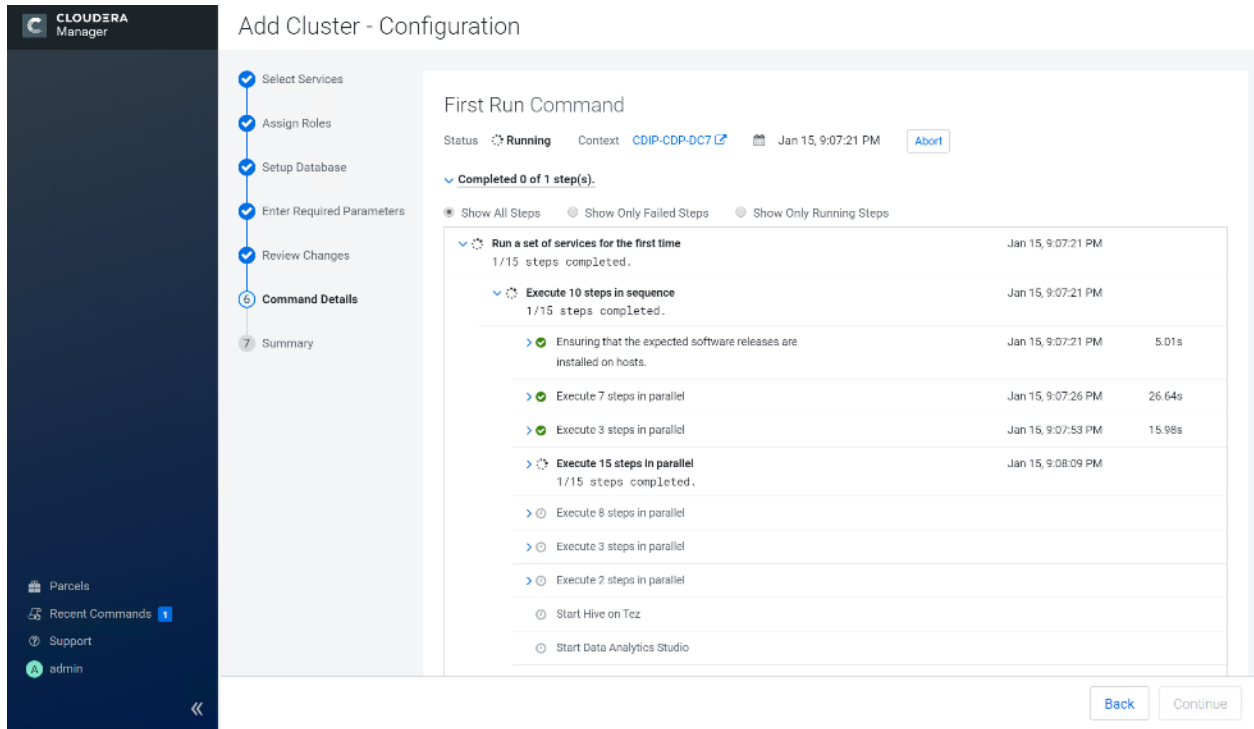 CLOUDERA
Manager
Add Cluster - Configuration
Select Services
Assign Roles
Setup Database
Enter Required Parameters
Review Changes
6 Command Details
7 Summary
First Run Command
Status Running Context CDIP-CDP-DC7 Jan 15, 9:07:21 PM Abort
Completed 0 of 1 step(s).
Show All Steps Show Only Failed Steps Show Only Running Steps
Run a set of services for the first time Jan 15, 9:07:21 PM
1/15 steps completed.
Execute 10 steps in sequence Jan 15, 9:07:21 PM
1/15 steps completed.
Ensuring that the expected software releases are Jan 15, 9:07:21 PM 5.01s
installed on hosts.
Execute 7 steps in parallel Jan 15, 9:07:26 PM 26.64s
Execute 3 steps in parallel Jan 15, 9:07:53 PM 15.98s
Execute 15 steps in parallel Jan 15, 9:08:09 PM
1/15 steps completed.
Execute 8 steps in parallel
Execute 3 steps in parallel
Execute 2 steps in parallel
Start Hive on Tez
Start Data Analytics Studio
Parcels
Recent Commands 1
Support
A admin
Back Continue